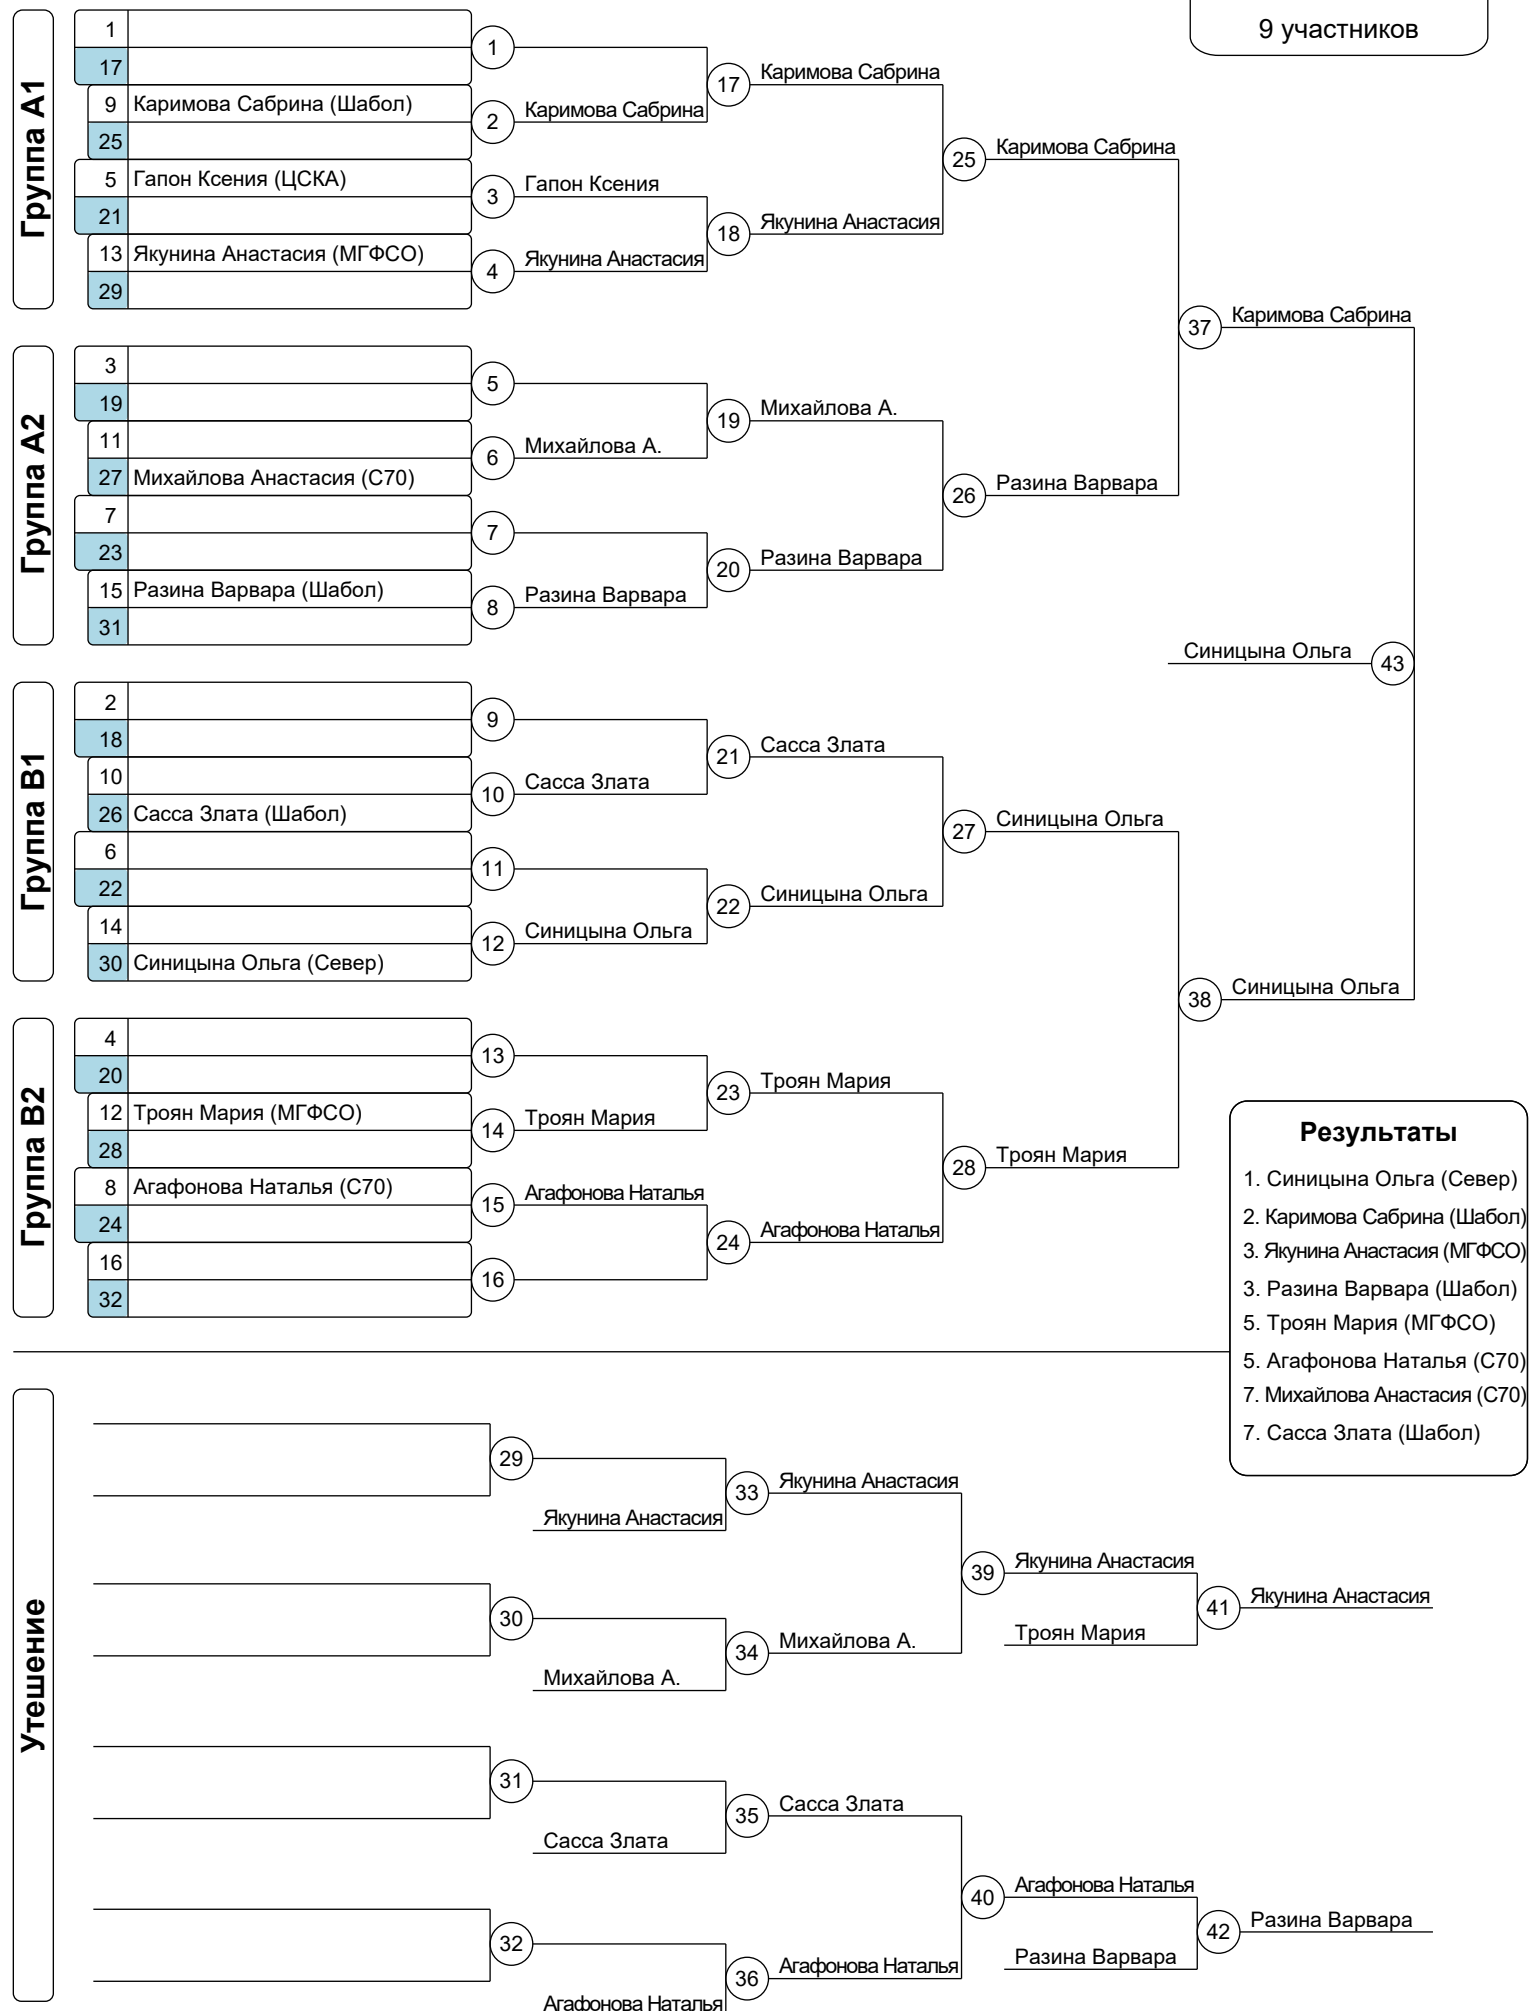 9 участников
Группа A1
1
17
9 Каримова Сабрина (Шабол)
25
5 Гапон Ксения (ЦСКА)
21
13 Якунина Анастасия (МГФСО)
29
1
2 Каримова Сабрина
3 Гапон Ксения
4 Якунина Анастасия
17 Каримова Сабрина
18 Якунина Анастасия
25 Каримова Сабрина
Группа A2
3
19
11
27 Михайлова Анастасия (С70)
7
23
15 Разина Варвара (Шабол)
31
5
6 Михайлова А.
7
8 Разина Варвара
19 Михайлова А.
20 Разина Варвара
26 Разина Варвара
37 Каримова Сабрина
Синицына Ольга 43
Группа B1
2
18
10
26 Сасса Злата (Шабол)
6
22
14
30 Синицына Ольга (Север)
9
10 Сасса Злата
11
12 Синицына Ольга
21 Сасса Злата
22 Синицына Ольга
27 Синицына Ольга
Группа B2
4
20
12 Троян Мария (МГФСО)
28
8 Агафонова Наталья (С70)
24
16
32
13
14 Троян Мария
15 Агафонова Наталья
16
23 Троян Мария
24 Агафонова Наталья
28 Троян Мария
38 Синицына Ольга
Результаты
1. Синицына Ольга (Север)
2. Каримова Сабрина (Шабол)
3. Якунина Анастасия (МГФСО)
3. Разина Варвара (Шабол)
5. Троян Мария (МГФСО)
5. Агафонова Наталья (С70)
7. Михайлова Анастасия (С70)
7. Сасса Злата (Шабол)
Утешение
29
Якунина Анастасия
33 Якунина Анастасия
30
Михайлова А.
34 Михайлова А.
39 Якунина Анастасия
Троян Мария
41 Якунина Анастасия
31
Сасса Злата
35 Сасса Злата
32
Агафонова Наталья
36 Агафонова Наталья
40 Агафонова Наталья
Разина Варвара
42 Разина Варвара